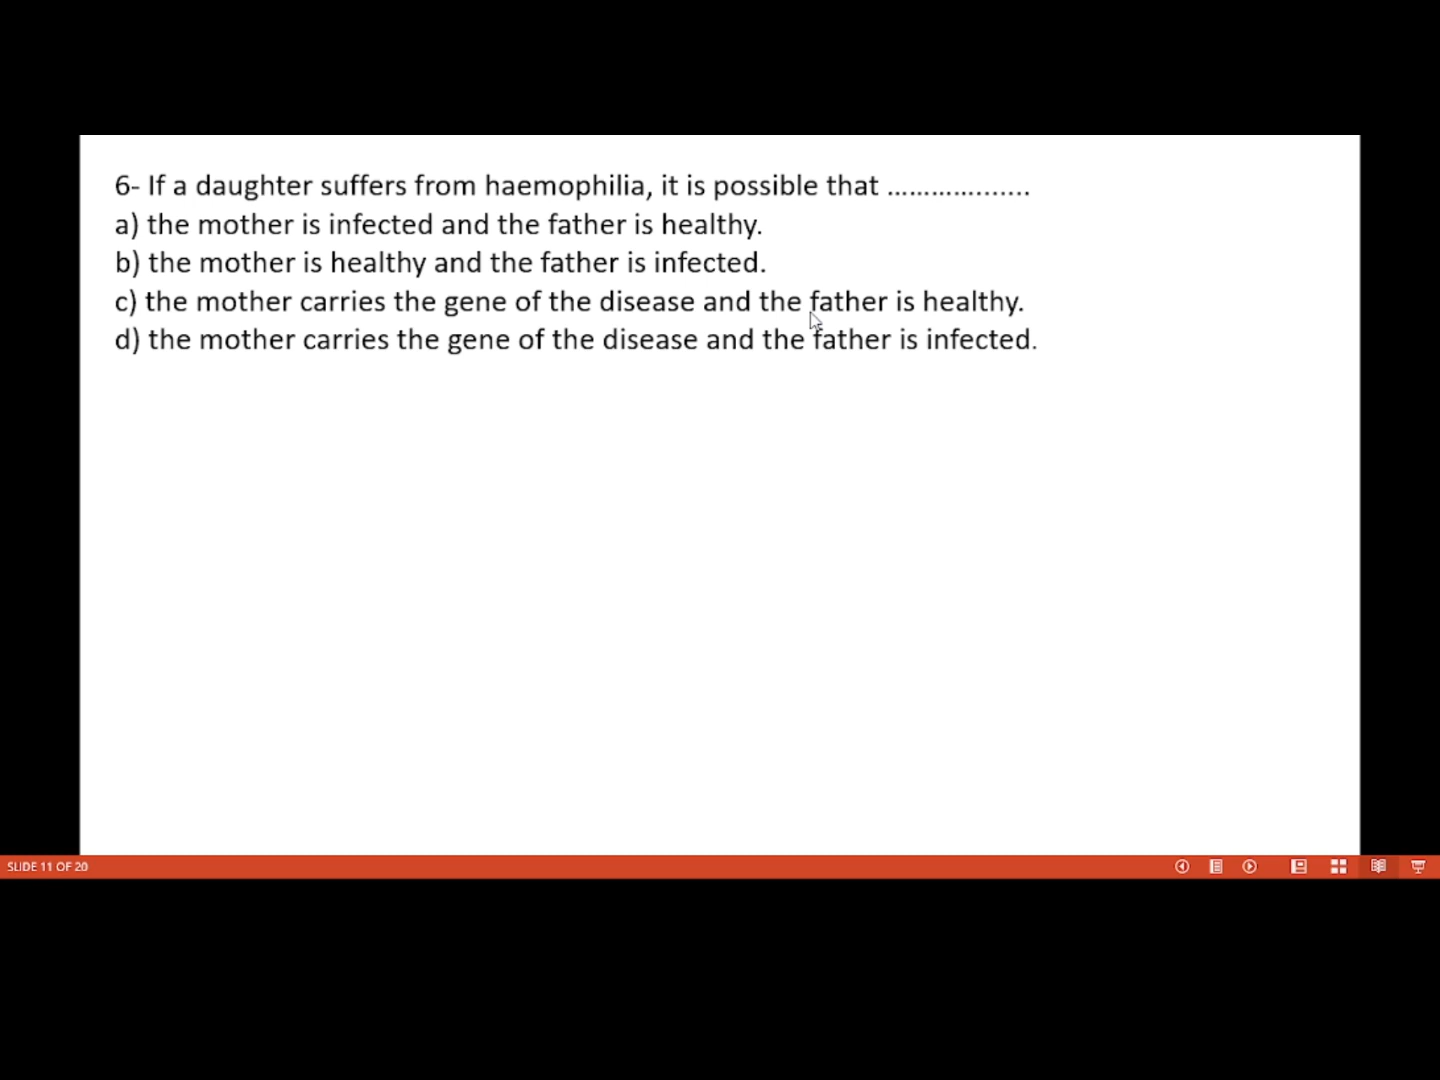 6- If a daughter suffers from haemophilia, it is possible that ………….......
a) the mother is infected and the father is healthy.
b) the mother is healthy and the father is infected.
c) the mother carries the gene of the disease and the father is healthy.
d) the mother carries the gene of the disease and the father is infected.
SLIDE 11 OF 20